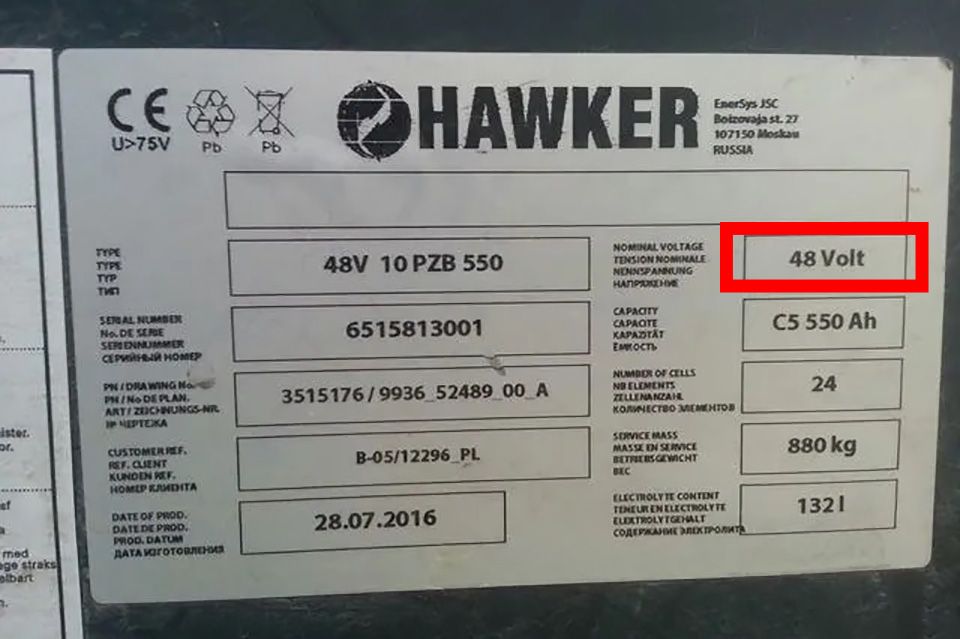 CE
U>75V
Pb
Pb
HAWKER
EnerSys JSC
Boizovaja st. 27
107150 Moskau
RUSSIA
TYPE
TYPE
TYP
ТИП
48V 10 PZB 550
NOMINAL VOLTAGE
TENSION NOMINALE
NENNSPANNUNG
НАПРЯЖЕНИЕ
48 Volt
SERIAL NUMBER
No. DE SERIE
SERIENNUMMER
СЕРИЙНЫЙ НОМЕР
6515813001
CAPACITY
CAPACITE
KAPAZITÄT
ЕМКОСТЬ
C5 550 Ah
PN / DRAWING No.
PN / No DE PLAN.
ART / ZEICHNUNGS-NR.
№ ЧЕРТЕЖА
3515176 / 9936_52489_00_A
NUMBER OF CELLS
NB ELEMENTS
ZELLENANZAHL
КОЛИЧЕСТВО ЭЛЕМЕНТОВ
24
CUSTOMER REF.
REF. CLIENT
KUNDEN REF.
НОМЕР КЛИЕНТА
B-05/12296_PL
SERVICE MASS
MASSE EN SERVICE
BETRIEBSGEWICHT
ВЕС
880 kg
DATE OF PROD.
DATE DE PROD.
PROD. DATUM
ДАТА ИЗГОТОВЛЕНИЯ
28.07.2016
ELECTROLYTE CONTENT
TENEUR EN ELECTROLYTE
ELEKTROLYTGEHALT
СОДЕРЖАНИЕ ЭЛЕКТРОЛИТА
132 l
med
straks